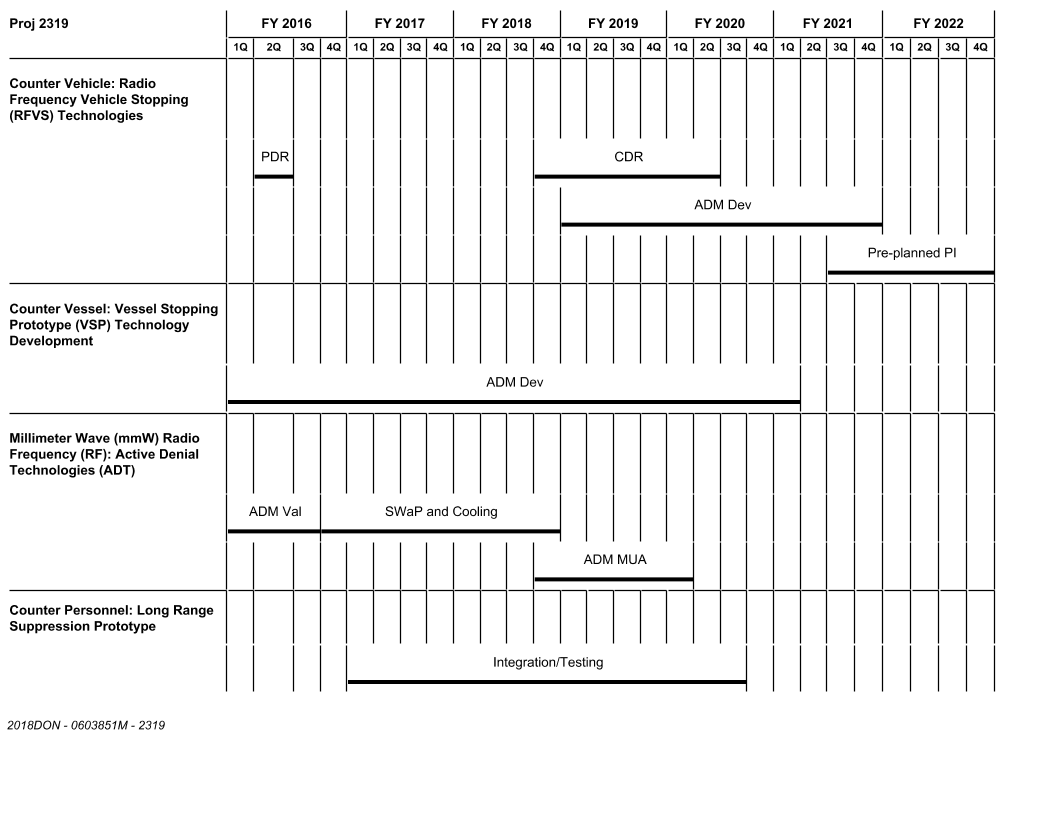 Proj 2319 FY 2016 FY 2017 FY 2018 FY 2019 FY 2020 FY 2021 FY 2022
1Q 2Q 3Q 4Q 1Q 2Q 3Q 4Q 1Q 2Q 3Q 4Q 1Q 2Q 3Q 4Q 1Q 2Q 3Q 4Q 1Q 2Q 3Q 4Q 1Q 2Q 3Q 4Q
Counter Vehicle: Radio
Frequency Vehicle Stopping
(RFVS) Technologies
PDR CDR
ADM Dev
Pre-planned PI
Counter Vessel: Vessel Stopping
Prototype (VSP) Technology
Development
ADM Dev
Millimeter Wave (mmW) Radio
Frequency (RF): Active Denial
Technologies (ADT)
ADM Val SWaP and Cooling
ADM MUA
Counter Personnel: Long Range
Suppression Prototype
Integration/Testing
2018DON - 0603851M - 2319